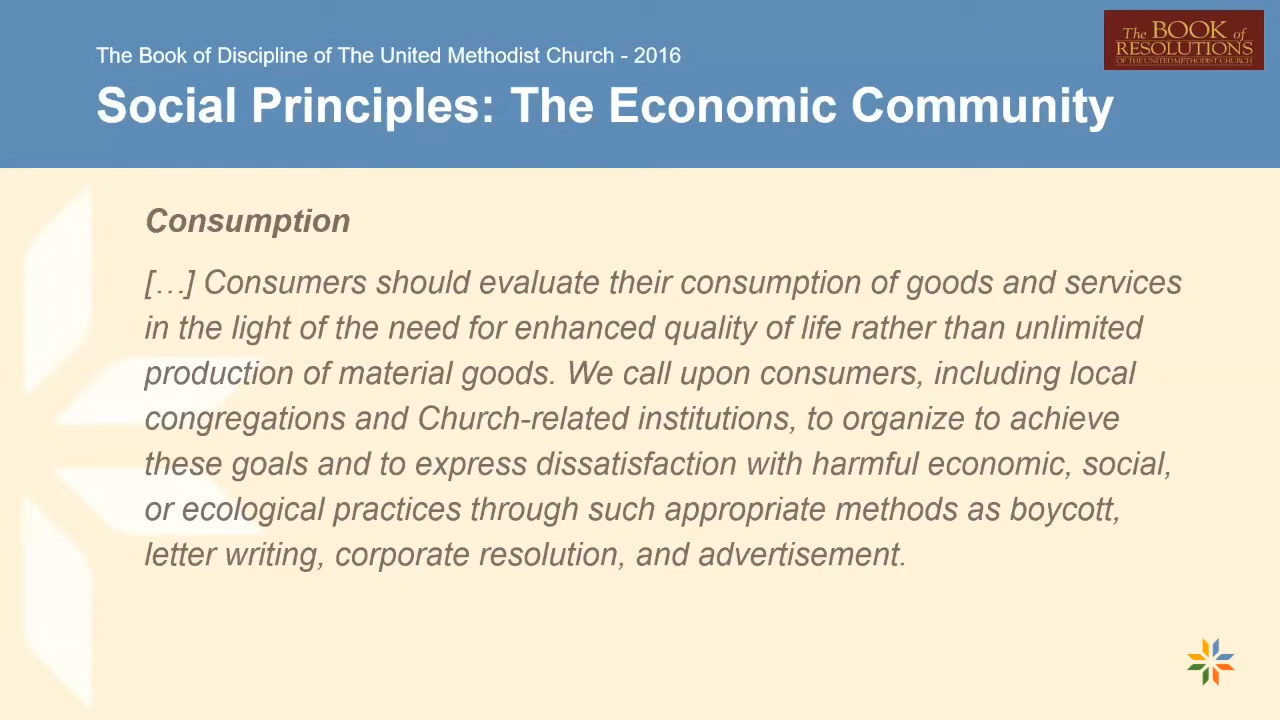 The Book of Discipline of The United Methodist Church - 2016
Social Principles: The Economic Community
The BOOK of
RESOLUTIONS
OF THE UNITED METHODIST CHURCH
Consumption
[…] Consumers should evaluate their consumption of goods and services
in the light of the need for enhanced quality of life rather than unlimited
production of material goods. We call upon consumers, including local
congregations and Church-related institutions, to organize to achieve
these goals and to express dissatisfaction with harmful economic, social,
or ecological practices through such appropriate methods as boycott,
letter writing, corporate resolution, and advertisement.